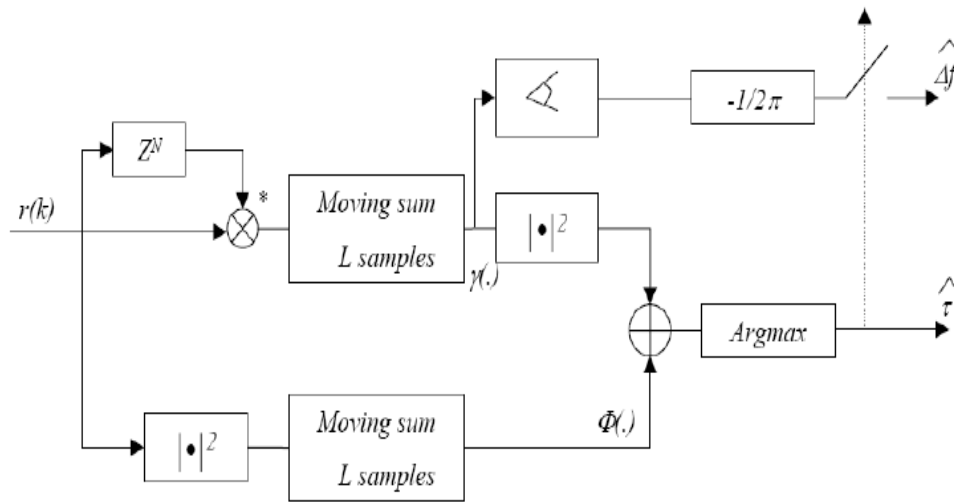 Δf̂
-1/2π
Z^N
*
r(k)
Moving sum
L samples
|•|²
γ(.)
τ̂
Argmax
Moving sum
L samples
|•|²
Φ(.)